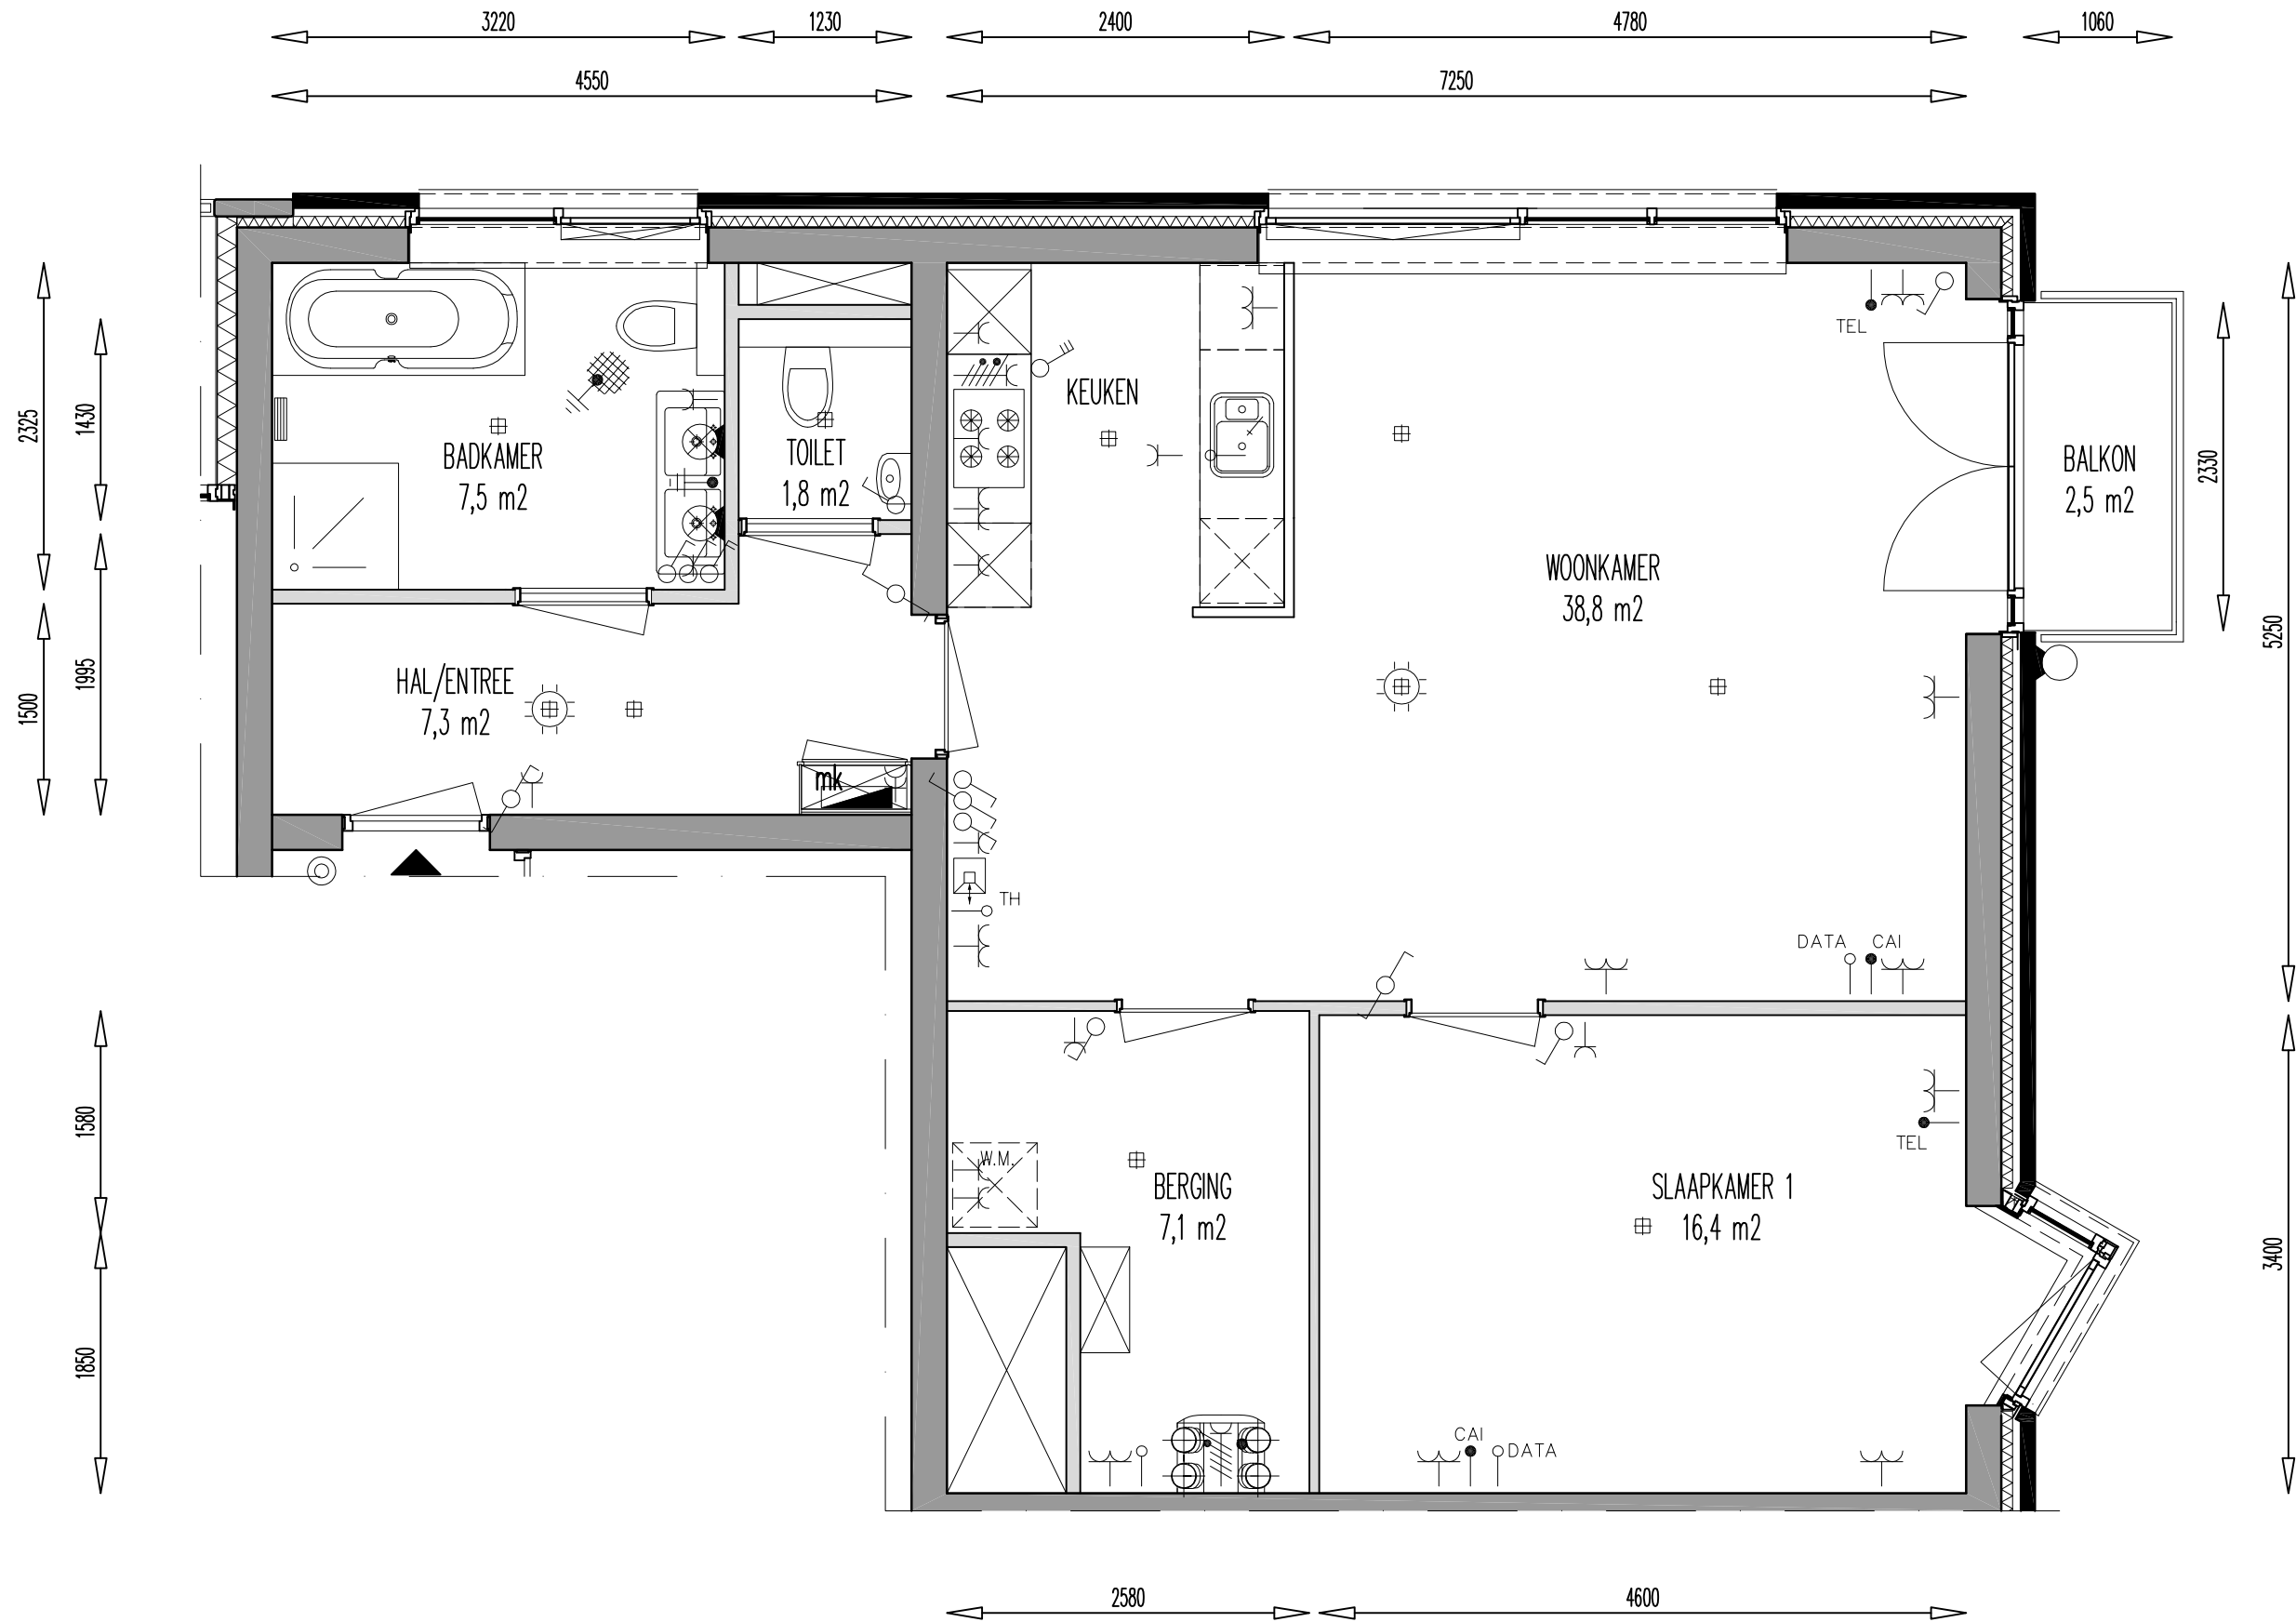 3220
1230
2400
4780
1060
4550
7250
2325
1430
1995
1500
1580
1850
BADKAMER
7,5 m2
TOILET
1,8 m2
KEUKEN
TEL
BALKON
2,5 m2
2330
WOONKAMER
38,8 m2
5250
HAL/ENTREE
7,3 m2
mk
TH
DATA CAI
TEL
W.M.
BERGING
7,1 m2
SLAAPKAMER 1
16,4 m2
3400
CAI
DATA
2580
4600